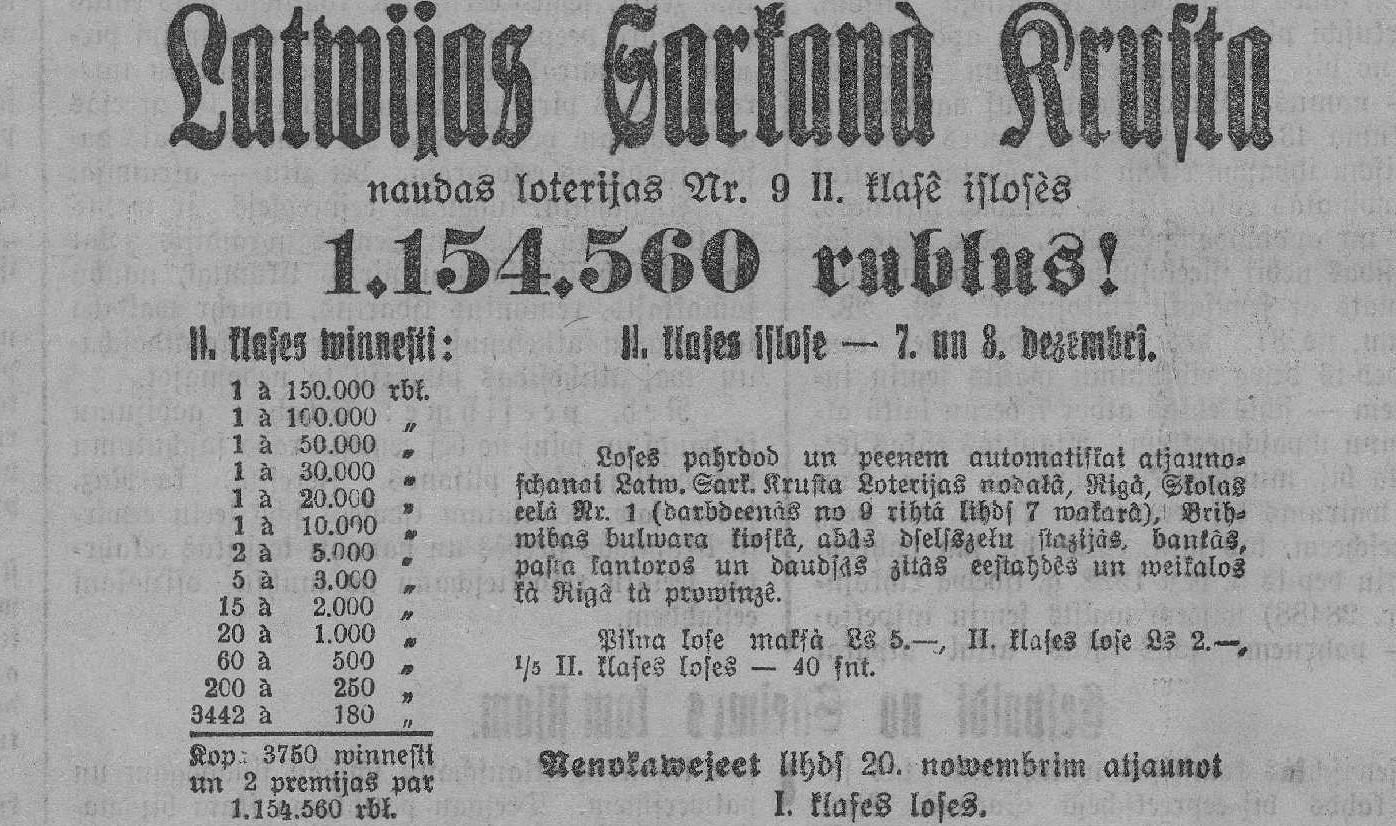 Latwijas Sarkanà Krusta
naudas loterijas Nr. 9 II. klasê islosès
1.154.560 rublus!
II. klases winnesti:
1 à 150.000 rbl.
1 à 100.000 „
1 à 50.000 „
1 à 30.000 „
1 à 20.000 „
1 à 10.000 „
2 à 5.000 „
5 à 3.000 „
15 à 2.000 „
20 à 1.000 „
60 à 500 „
200 à 250 „
3442 à 180 „
Kop. 3750 winnesti
un 2 premijas par
1.154.560 rbl.
II. klases islose — 7. un 8. dezembrî.
Loses pahrdod un peenem automatiskai atjauno-
schanai Latw. Sark. Krusta Loterijas nodalâ, Rigâ, Skolas
eelâ Nr. 1 (darbdeenâs no 9 rihtâ lihds 7 wakarâ), Brih-
wibas bulwara kioskâ, abâs dselszelu stazijâs, bankâs,
pasta kantoros un daudsâs zitâs eestahdês un weikalos
kâ Rigâ tâ prowinzê.
Pilna lose maksâ Ls 5.—, II. klases lose Ls 2.—,
1/5 II. klases loses — 40 snt.
Nenokawejeet lihds 20. nowembrim atjaunot
I. klases loses.